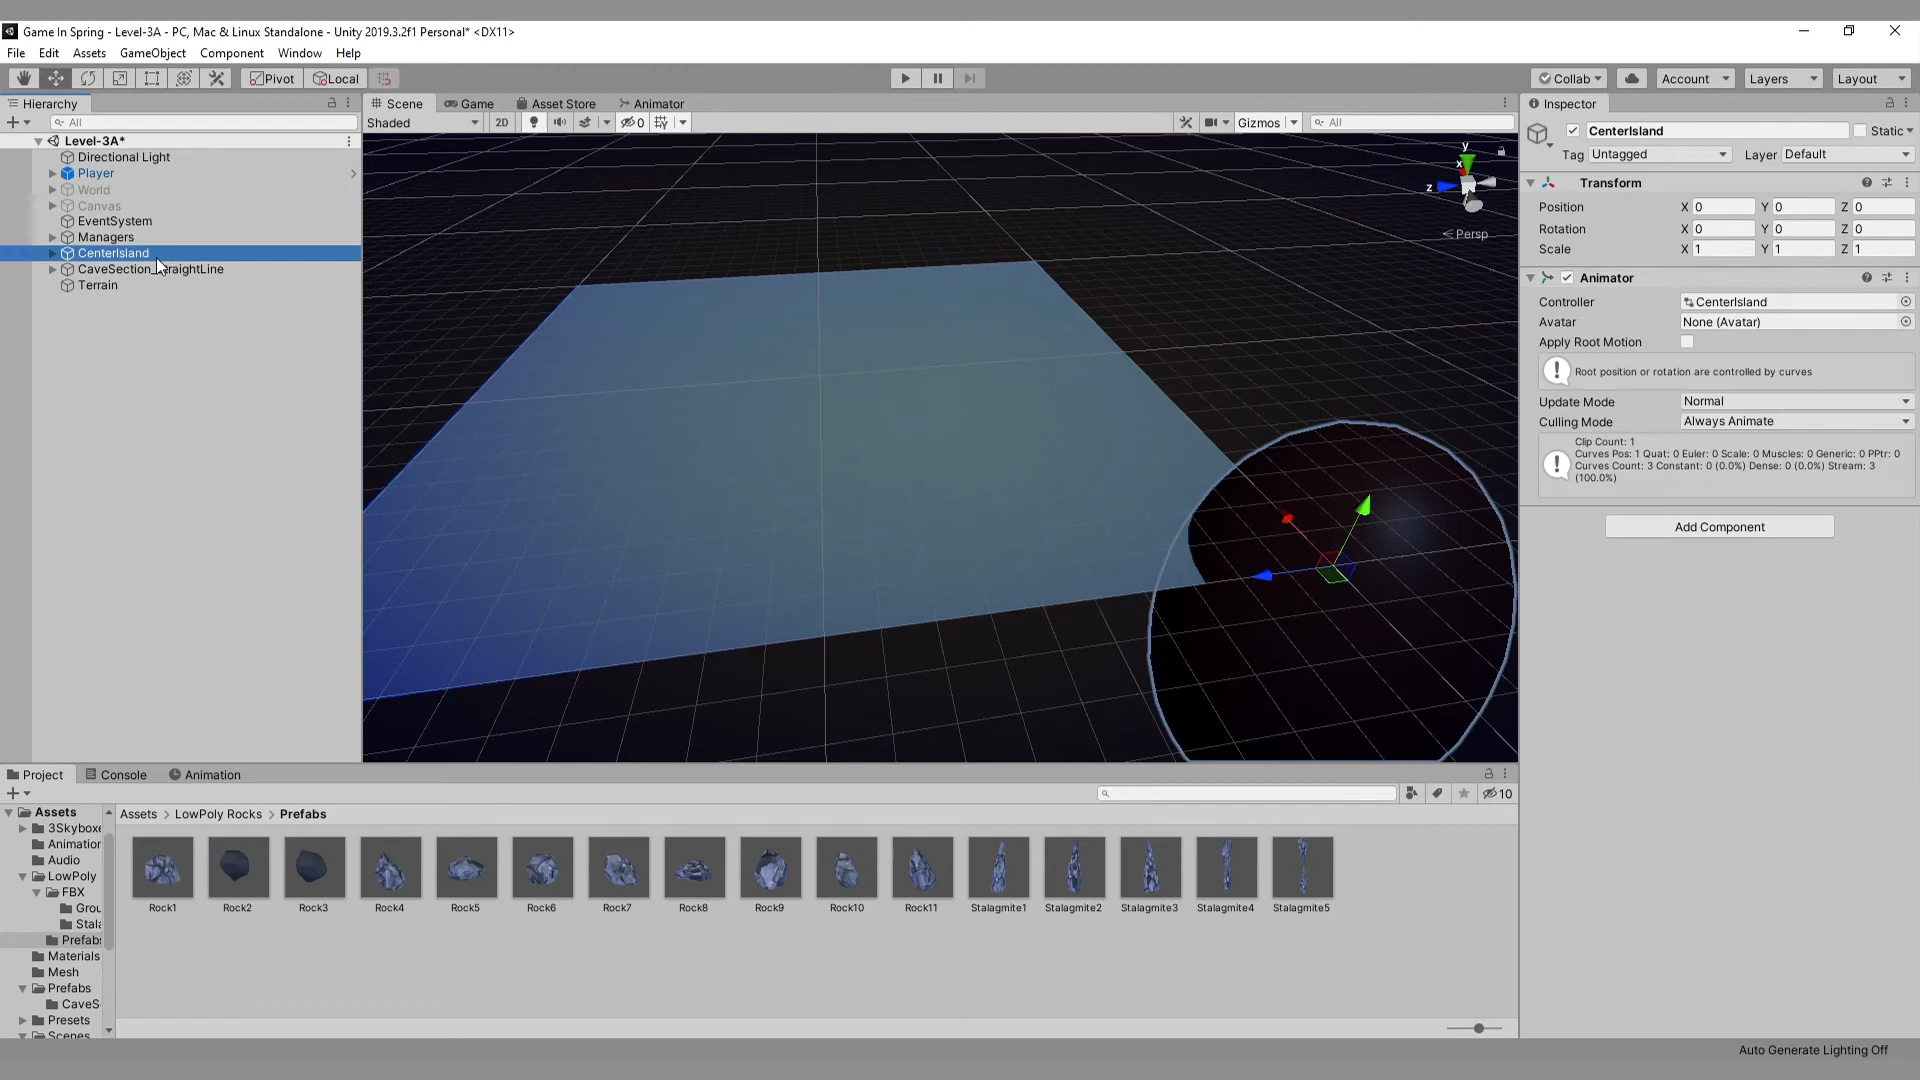 Game In Spring - Level-3A - PC, Mac & Linux Standalone - Unity 2019.3.2f1 Personal* <DX11>
File Edit Assets GameObject Component Window Help
Pivot Local Collab Account Layers Layout
Hierarchy
All
Level-3A*
Directional Light
Player
World
Canvas
EventSystem
Managers
CenterIsland
Terrain
Scene Game Asset Store Animator
Shaded 2D 0 Gizmos All
y
x
z
Persp
Inspector
CenterIsland Static
Tag Untagged Layer Default
Transform
Position X 0 Y 0 Z 0
Rotation X 0 Y 0 Z 0
Scale X 1 Y 1 Z 1
Animator
Controller CenterIsland
Avatar None (Avatar)
Apply Root Motion
Root position or rotation are controlled by curves
Update Mode Normal
Culling Mode Always Animate
Clip Count: 1
Curves Pos: 1 Quat: 0 Euler: 0 Scale: 0 Muscles: 0 Generic: 0 PPtr: 0
Curves Count: 3 Constant: 0 (0.0%) Dense: 0 (0.0%) Stream: 3
(100.0%)
Add Component
Project Console Animation
10
Assets
3Skybox
Animation
Audio
LowPoly
FBX
Grou
Stala
Prefabs
Materials
Mesh
Prefabs
CaveS
Presets
Scenes
Assets > LowPoly Rocks > Prefabs
Rock1 Rock2 Rock3 Rock4 Rock5 Rock6 Rock7 Rock8 Rock9 Rock10 Rock11 Stalagmite1 Stalagmite2 Stalagmite3 Stalagmite4 Stalagmite5
Auto Generate Lighting Off